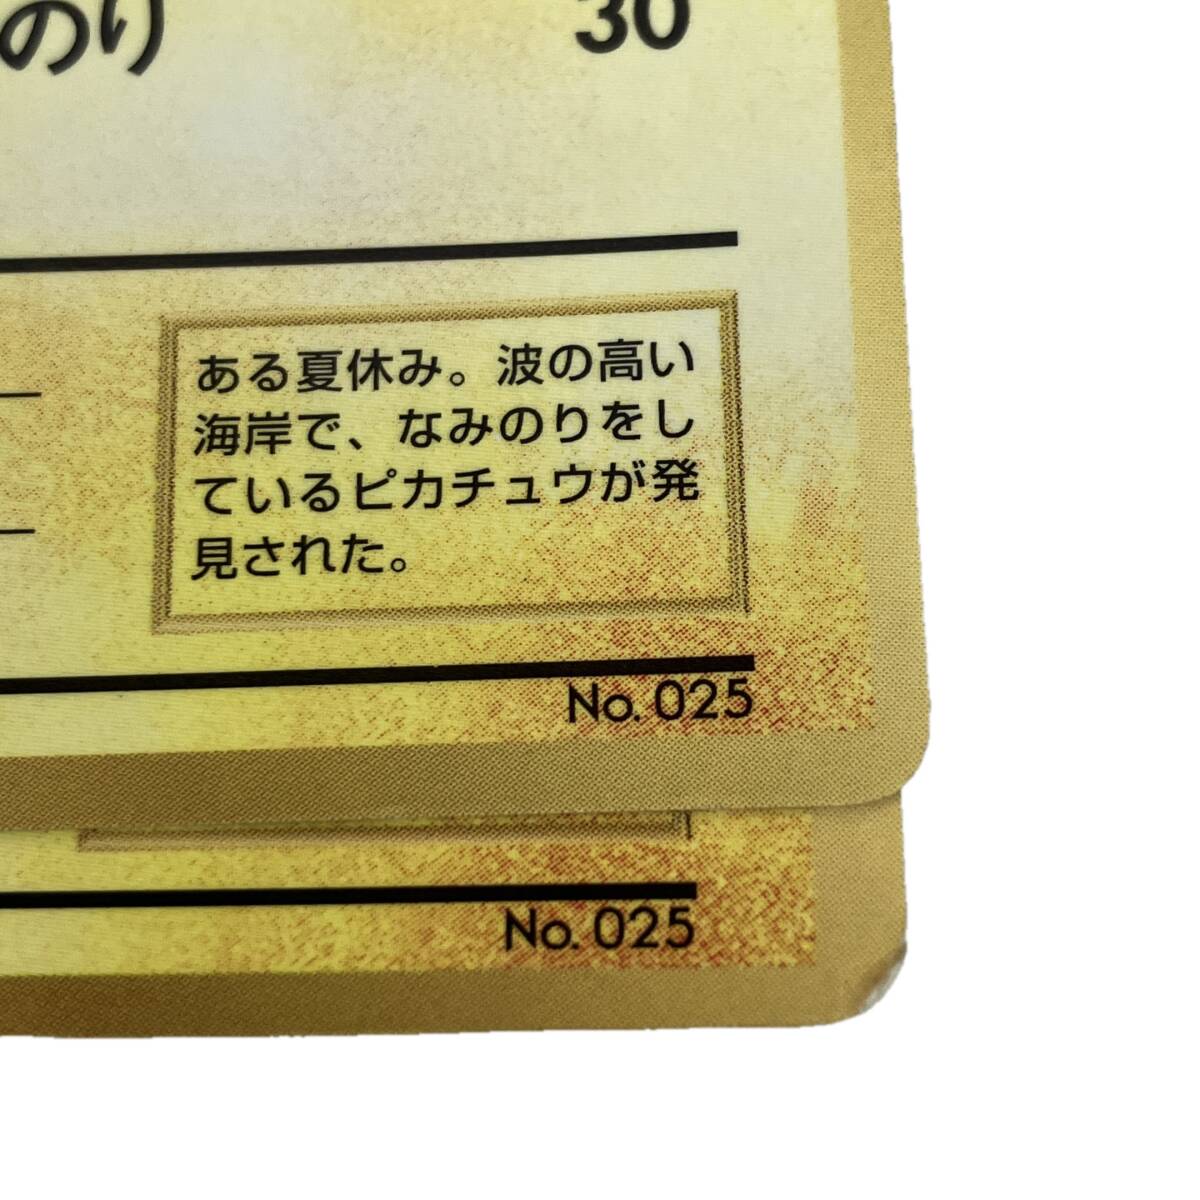 のり 30
ある夏休み。波の高い
海岸で、なみのりをし
ているピカチュウが発
見された。
No. 025
No. 025